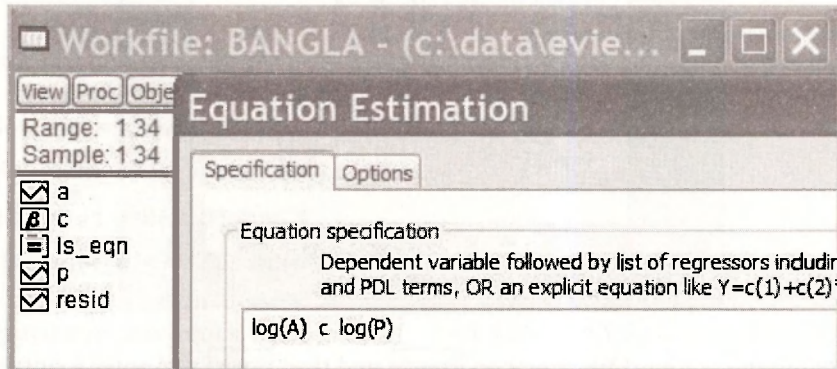 Workfile: BANGLA - (c:\data\evie...
View Proc Obje
Range: 1 34
Sample: 1 34
a
β c
ls_eqn
p
resid
Equation Estimation
Specification Options
Equation specification
Dependent variable followed by list of regressors includin
and PDL terms, OR an explicit equation like Y=c(1)+c(2)*
log(A) c log(P)